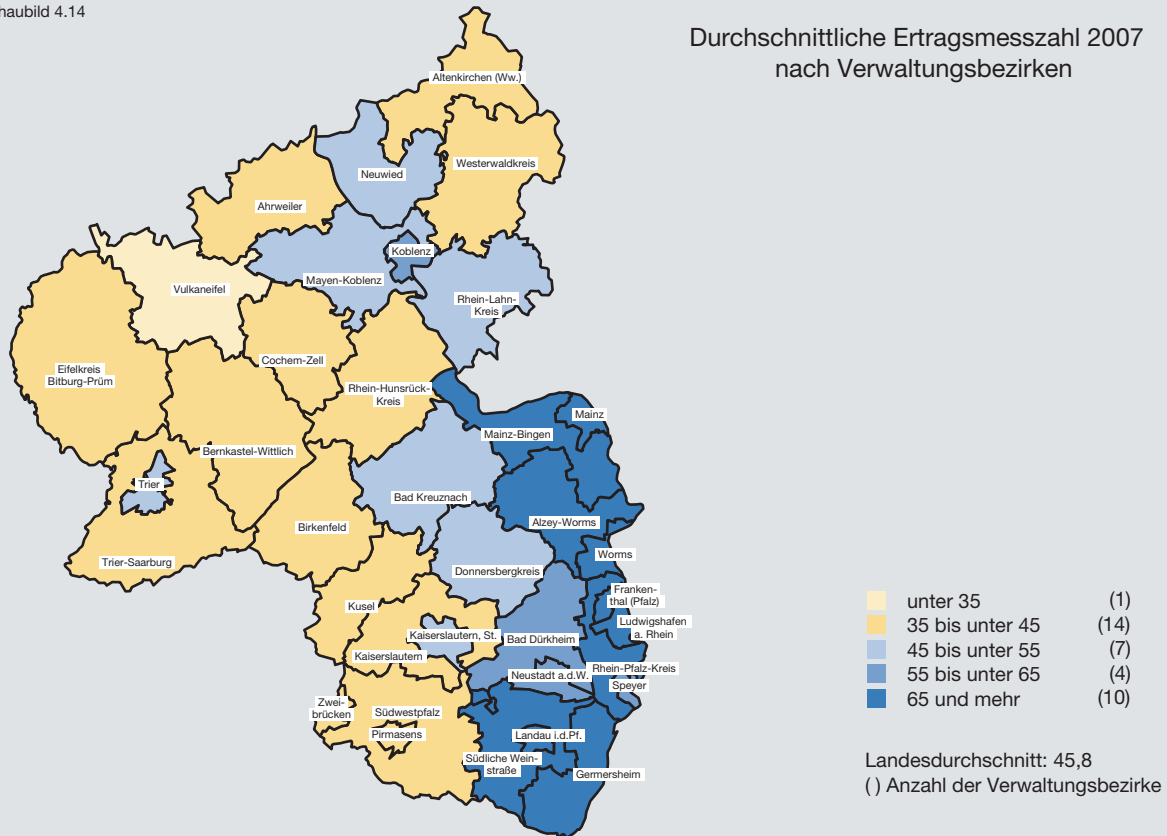 haubild 4.14
Durchschnittliche Ertragsmesszahl 2007
nach Verwaltungsbezirken
Altenkirchen (Ww.)
Westerwaldkreis
Neuwied
Ahrweiler
Koblenz
Mayen-Koblenz
Vulkaneifel
Rhein-Lahn-
Kreis
Cochem-Zell
Eifelkreis
Bitburg-Prüm
Rhein-Hunsrück-
Kreis
Mainz
Mainz-Bingen
Bernkastel-Wittlich
Trier
Bad Kreuznach
Alzey-Worms
Birkenfeld
Worms
Trier-Saarburg
Donnersbergkreis
Franken-
thal (Pfalz)
Kusel
Ludwigshafen
a. Rhein
Kaiserslautern, St.
Bad Dürkheim
Kaiserslautern
Rhein-Pfalz-Kreis
Neustadt a.d.W.
Speyer
Zwei-
brücken
Südwestpfalz
Pirmasens
Landau i.d.Pf.
Südliche Wein-
straße
Germersheim
unter 35 (1)
35 bis unter 45 (14)
45 bis unter 55 (7)
55 bis unter 65 (4)
65 und mehr (10)
Landesdurchschnitt: 45,8
( ) Anzahl der Verwaltungsbezirke